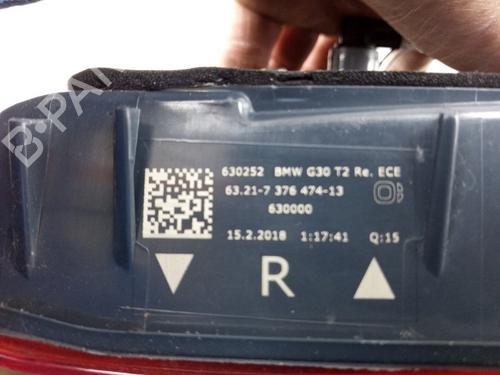 B-PARTS
630252 BMW G30 T2 Re. ECE
63.21-7 376 474-13
630000
15.2.2018 1:17:41 Q:15
R